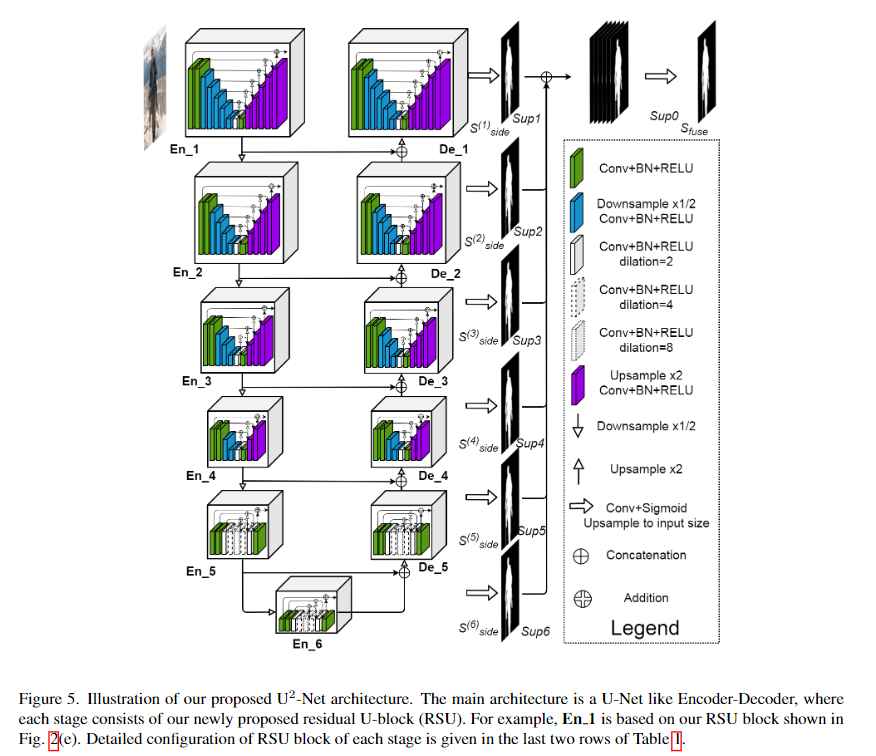 S(1)side
Sup1
Sup0
Sfuse
En_1
De_1
Conv+BN+RELU
Downsample x1/2
Conv+BN+RELU
S(2)side
Sup2
Conv+BN+RELU
dilation=2
En_2
De_2
Conv+BN+RELU
dilation=4
S(3)side
Sup3
Conv+BN+RELU
dilation=8
En_3
De_3
Upsample x2
Conv+BN+RELU
S(4)side
Sup4
Downsample x1/2
En_4
De_4
Upsample x2
S(5)side
Sup5
Conv+Sigmoid
Upsample to input size
En_5
De_5
Concatenation
S(6)side
Sup6
Addition
En_6
Legend
Figure 5. Illustration of our proposed U2-Net architecture. The main architecture is a U-Net like Encoder-Decoder, where
each stage consists of our newly proposed residual U-block (RSU). For example, En_1 is based on our RSU block shown in
Fig. 2(e). Detailed configuration of RSU block of each stage is given in the last two rows of Table 1.